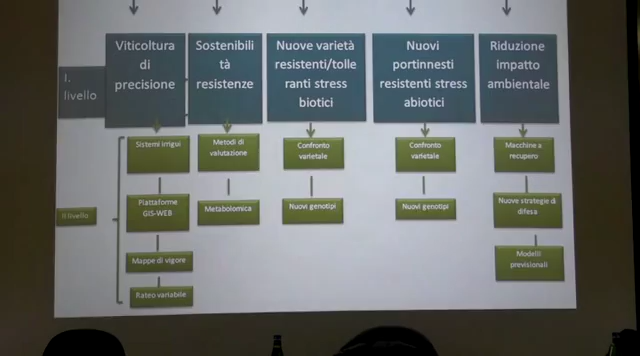 I.
livello
Viticoltura
di
precisione
Sostenibili
tà
resistenze
Nuove varietà
resistenti/tolle
ranti stress
biotici
Nuovi
portinnesti
resistenti stress
abiotici
Riduzione
impatto
ambientale
II livello
Sistemi irrigui
Piattaforme
GIS-WEB
Mappe di vigore
Rateo variabile
Metodi di
valutazione
Metabolomica
Confronto
varietale
Nuovi genotipi
Confronto
varietale
Nuovi genotipi
Macchine a
recupero
Nuove strategie di
difesa
Modelli
previsionali